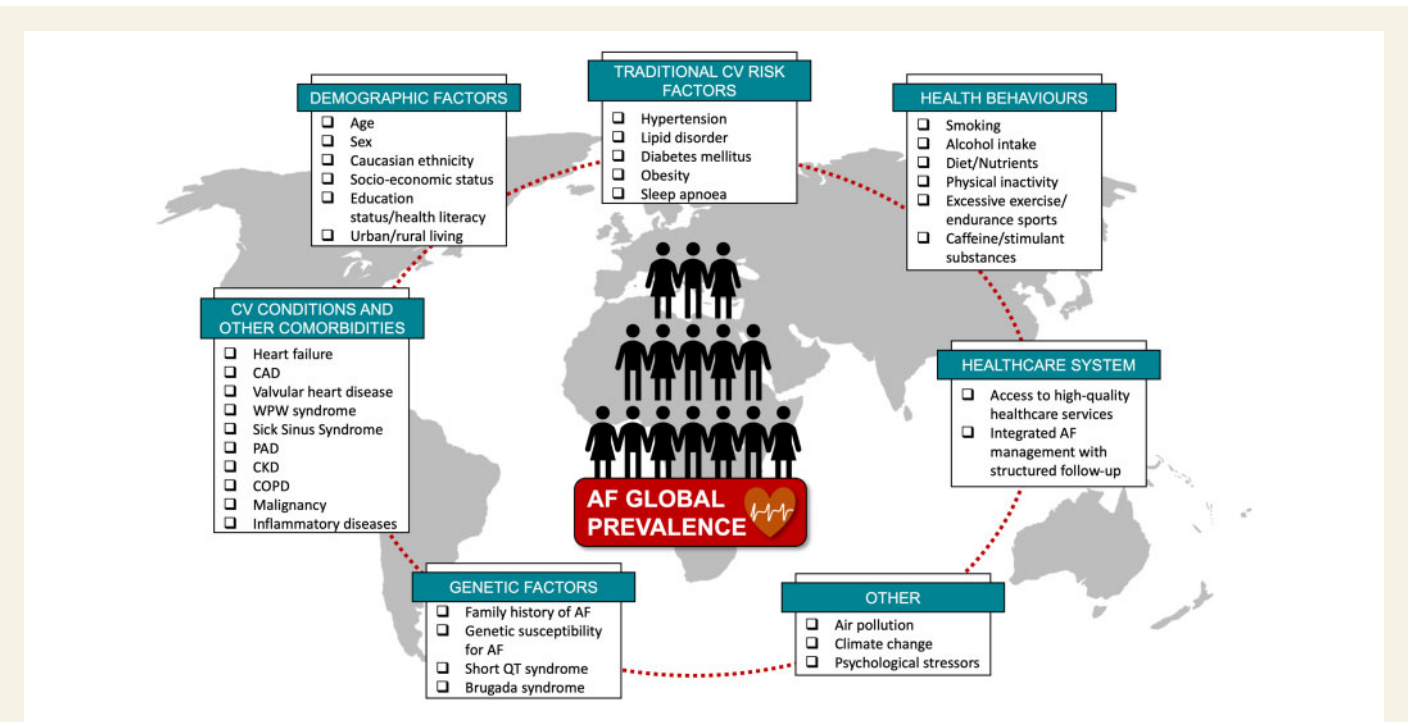 TRADITIONAL CV RISK
FACTORS
Hypertension
Lipid disorder
Diabetes mellitus
Obesity
Sleep apnoea
DEMOGRAPHIC FACTORS
Age
Sex
Caucasian ethnicity
Socio-economic status
Education
status/health literacy
Urban/rural living
HEALTH BEHAVIOURS
Smoking
Alcohol intake
Diet/Nutrients
Physical inactivity
Excessive exercise/
endurance sports
Caffeine/stimulant
substances
CV CONDITIONS AND
OTHER COMORBIDITIES
Heart failure
CAD
Valvular heart disease
WPW syndrome
Sick Sinus Syndrome
PAD
CKD
COPD
Malignancy
Inflammatory diseases
HEALTHCARE SYSTEM
Access to high-quality
healthcare services
Integrated AF
management with
structured follow-up
AF GLOBAL
PREVALENCE
GENETIC FACTORS
Family history of AF
Genetic susceptibility
for AF
Short QT syndrome
Brugada syndrome
OTHER
Air pollution
Climate change
Psychological stressors